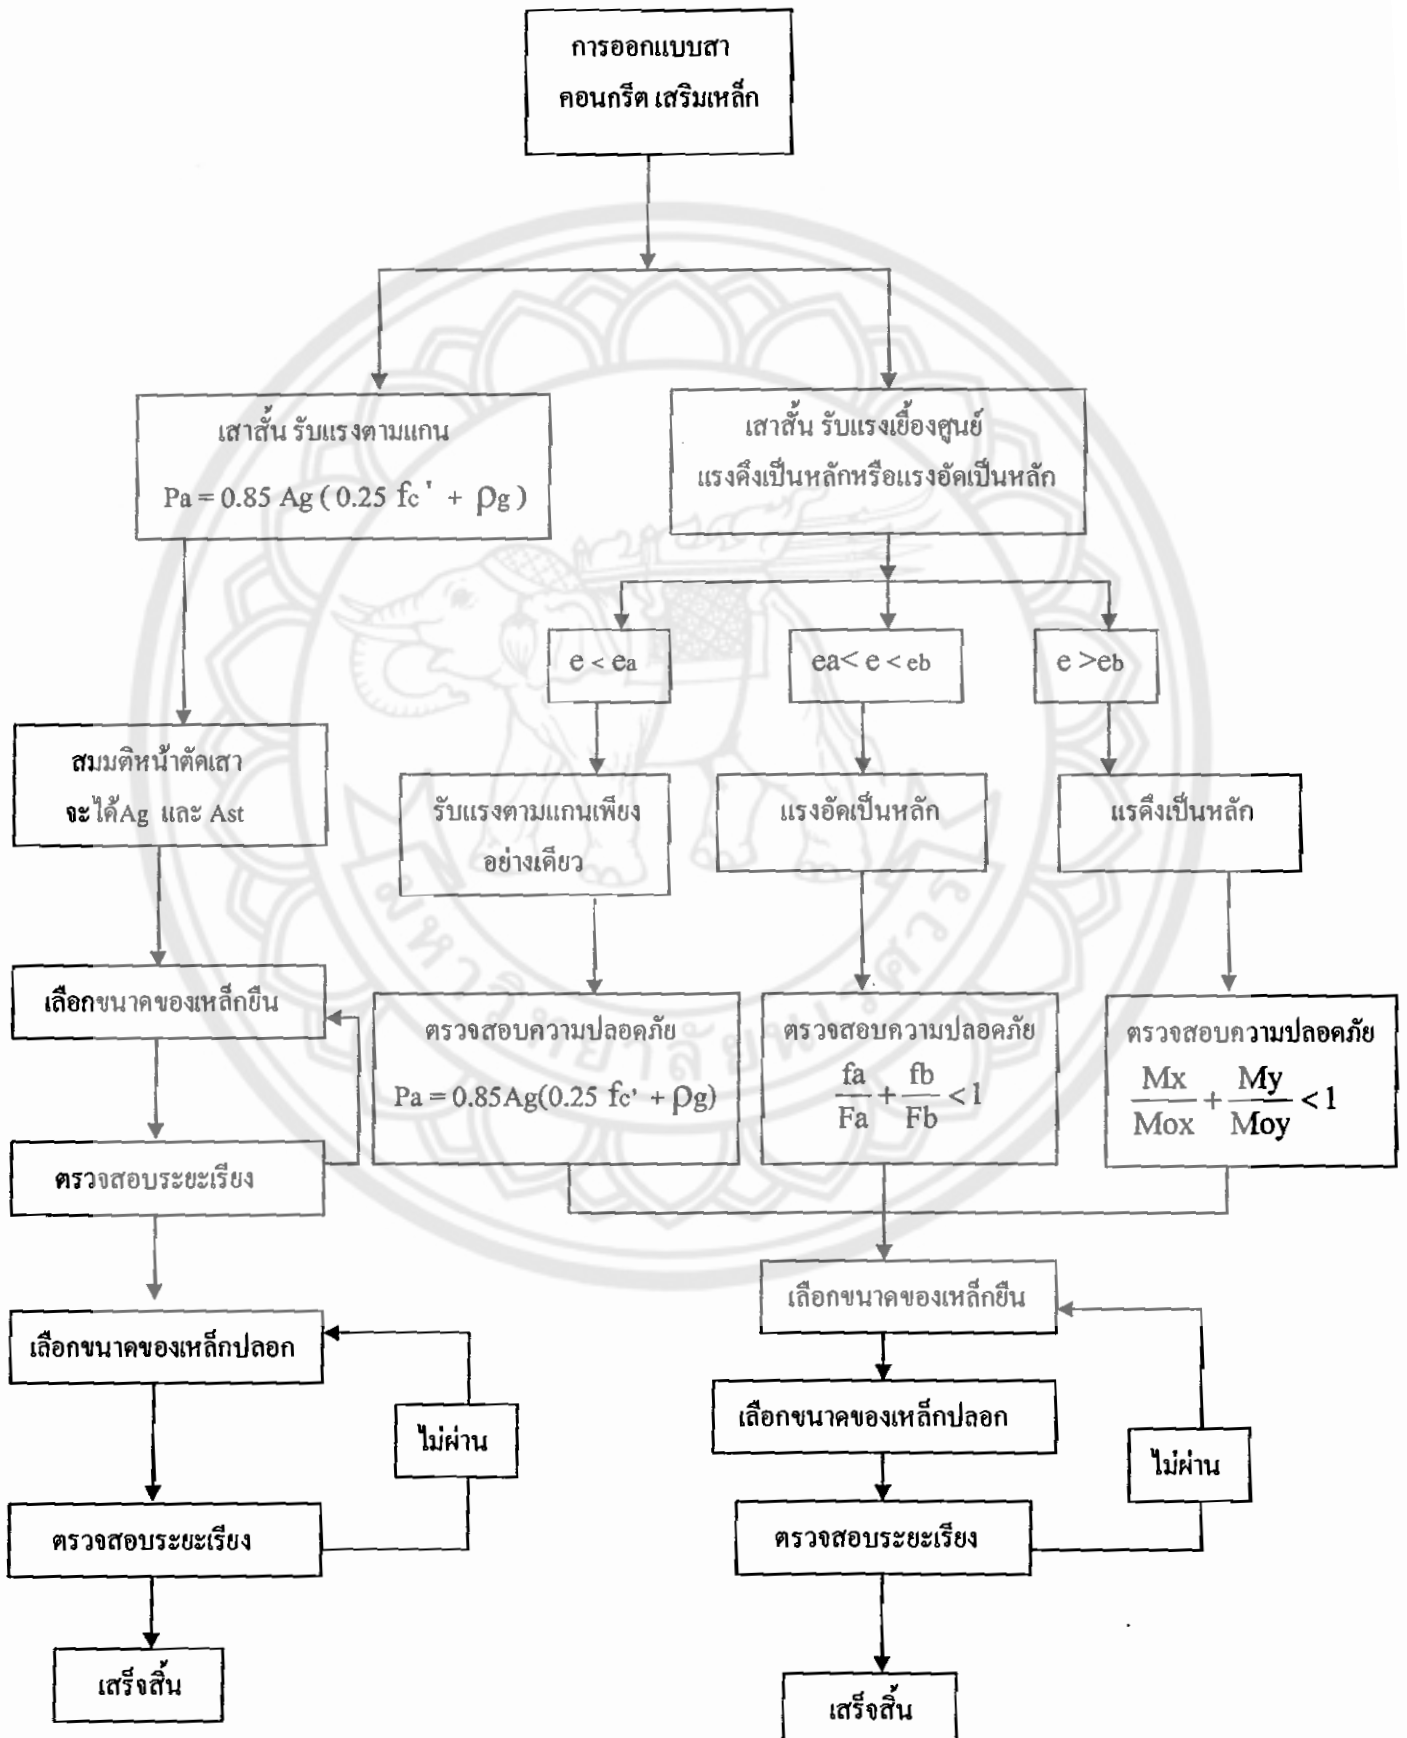 การออกแบบสา
คอนกรีต เสริมเหล็ก
เสาสั้น รับแรงตามแกน
Pa = 0.85 Ag ( 0.25 fc ' + ρg )
เสาสั้น รับแรงเยื้องศูนย์
แรงดึงเป็นหลักหรือแรงอัดเป็นหลัก
e < ea
ea< e < eb
e >eb
สมมติหน้าตัดเสา
จะได้Ag และ Ast
รับแรงตามแกนเพียง
อย่างเดียว
แรงอัดเป็นหลัก
แรดึงเป็นหลัก
เลือกขนาดของเหล็กยืน
ตรวจสอบระยะเรียง
ตรวจสอบความปลอดภัย
Pa = 0.85Ag(0.25 fc' + ρg)
ตรวจสอบความปลอดภัย
fa/Fa + fb/Fb < 1
ตรวจสอบความปลอดภัย
Mx/Mox + My/Moy < 1
เลือกขนาดของเหล็กปลอก
ไม่ผ่าน
ตรวจสอบระยะเรียง
เสร็จสิ้น
เลือกขนาดของเหล็กยืน
เลือกขนาดของเหล็กปลอก
ไม่ผ่าน
ตรวจสอบระยะเรียง
เสร็จสิ้น
มหาวิทยาลัยนเรศวร